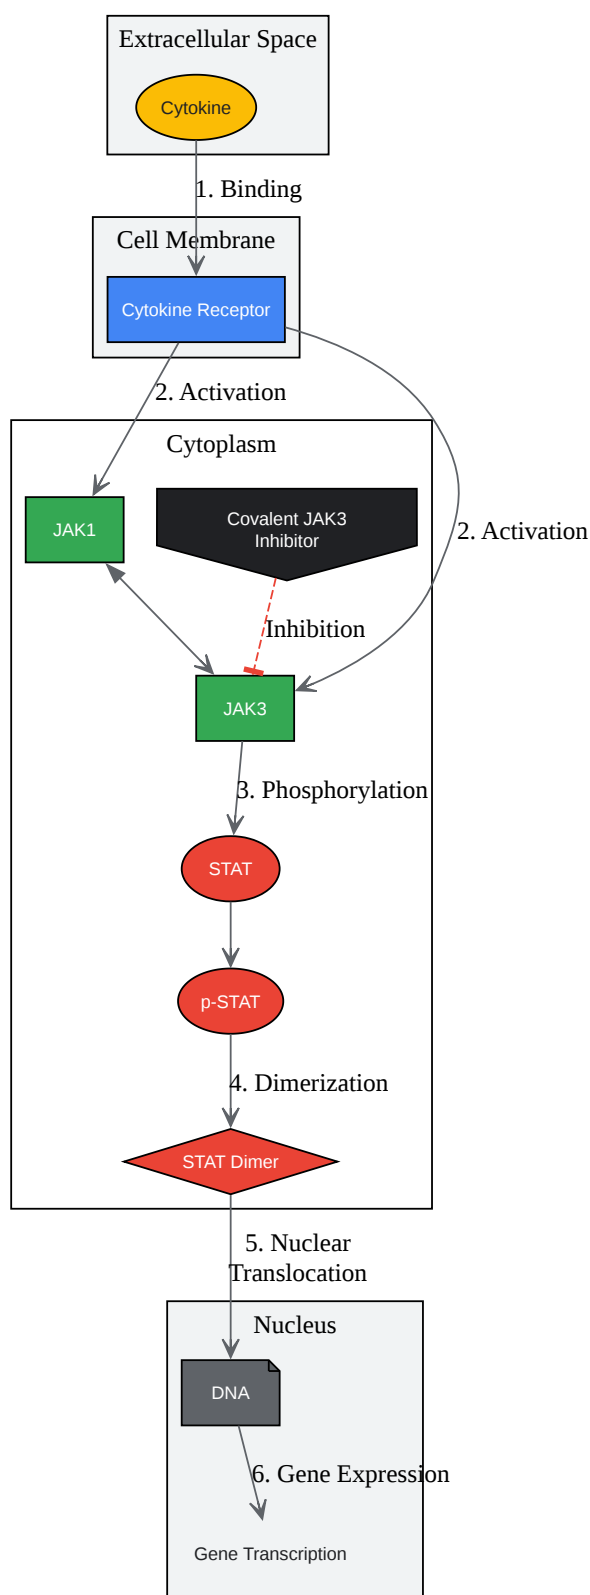 Extracellular Space
Cytokine
1. Binding
Cell Membrane
Cytokine Receptor
2. Activation
Cytoplasm
JAK1
Covalent JAK3
Inhibitor
2. Activation
Inhibition
JAK3
3. Phosphorylation
STAT
p-STAT
4. Dimerization
STAT Dimer
5. Nuclear
Translocation
Nucleus
DNA
6. Gene Expression
Gene Transcription